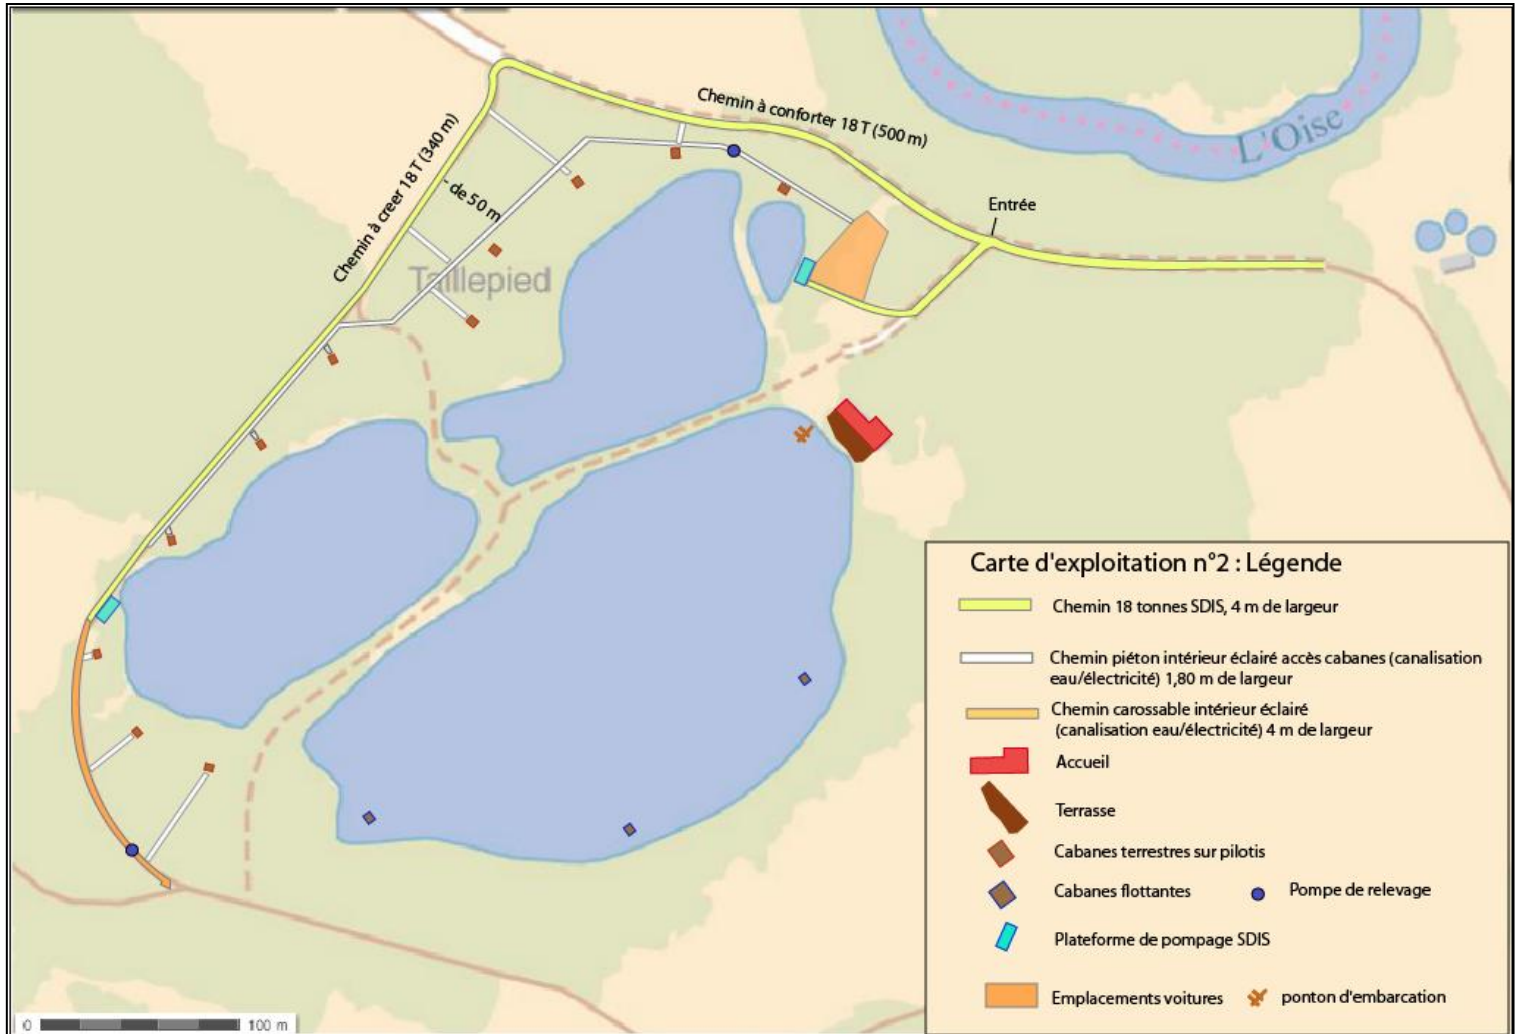 Chemin à conforter 18 T (500 m)
L'Oise
Chemin à creer 18 T (340 m)
- de 50 m
Entrée
Taillepied
Carte d'exploitation n°2 : Légende
Chemin 18 tonnes SDIS, 4 m de largeur
Chemin piéton intérieur éclairé accès cabanes (canalisation
eau/électricité) 1,80 m de largeur
Chemin carossable intérieur éclairé
(canalisation eau/électricité) 4 m de largeur
Accueil
Terrasse
Cabanes terrestres sur pilotis
Cabanes flottantes
Pompe de relevage
Plateforme de pompage SDIS
Emplacements voitures
ponton d'embarcation
0 100 m